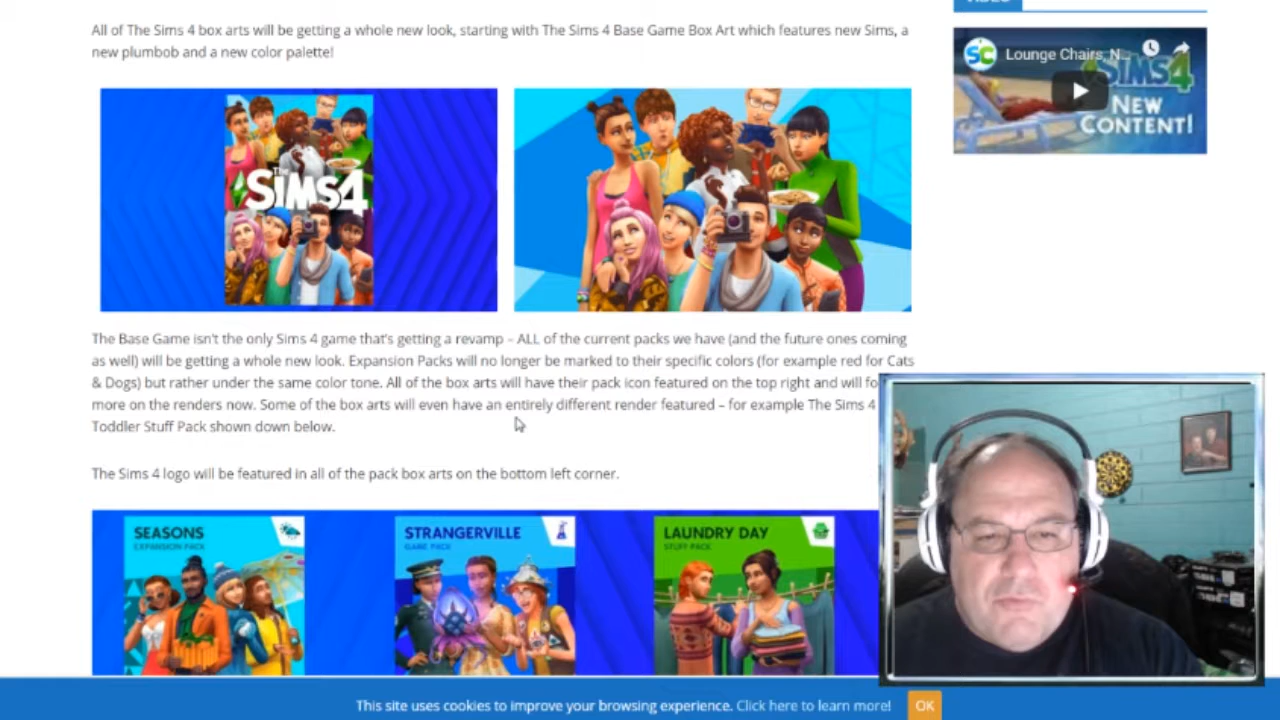 All of The Sims 4 box arts will be getting a whole new look, starting with The Sims 4 Base Game Box Art which features new Sims, a
new plumbob and a new color palette!
VIDEO
Lounge Chairs, N...
SIMS4
NEW
CONTENT!
The
SIMS4
The Base Game isn't the only Sims 4 game that's getting a revamp – ALL of the current packs we have (and the future ones coming
as well) will be getting a whole new look. Expansion Packs will no longer be marked to their specific colors (for example red for Cats
& Dogs) but rather under the same color tone. All of the box arts will have their pack icon featured on the top right and will fo
more on the renders now. Some of the box arts will even have an entirely different render featured – for example The Sims 4
Toddler Stuff Pack shown down below.
The Sims 4 logo will be featured in all of the pack box arts on the bottom left corner.
SEASONS
EXPANSION PACK
STRANGERVILLE
GAME PACK
LAUNDRY DAY
STUFF PACK
This site uses cookies to improve your browsing experience. Click here to learn more!
OK